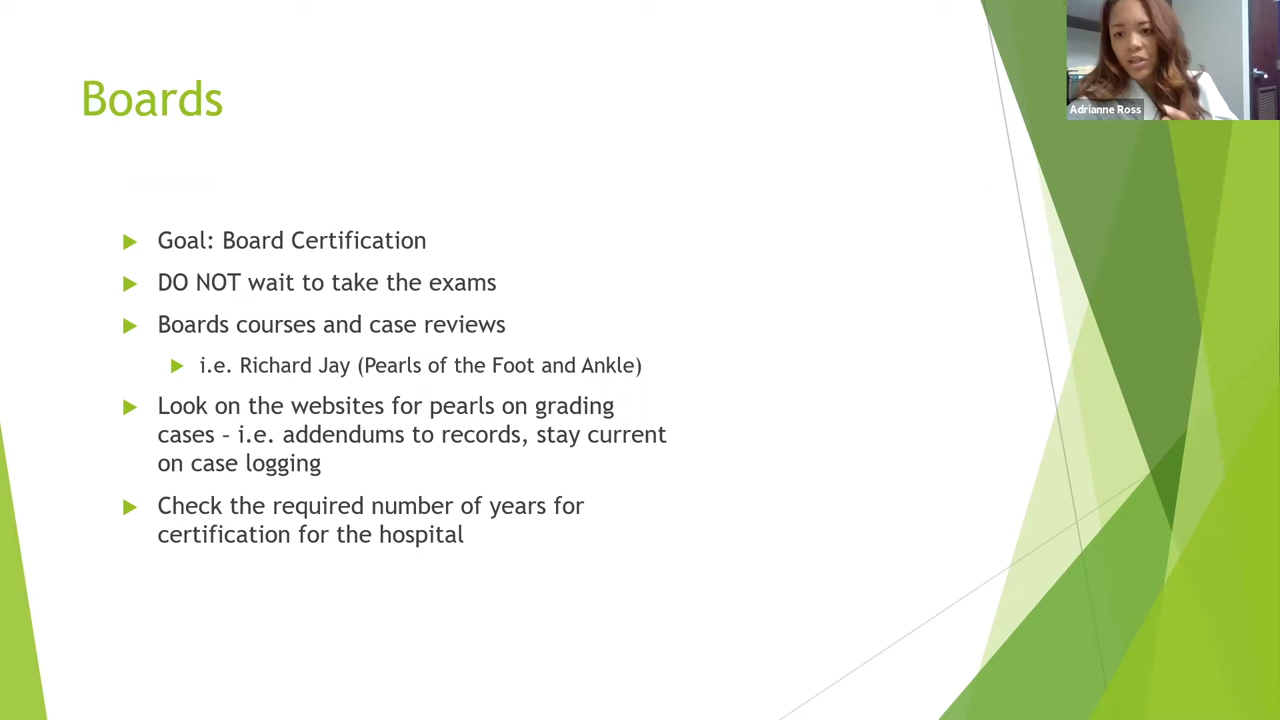 Boards
Adrianne Ross
Goal: Board Certification
DO NOT wait to take the exams
Boards courses and case reviews
i.e. Richard Jay (Pearls of the Foot and Ankle)
Look on the websites for pearls on grading
cases – i.e. addendums to records, stay current
on case logging
Check the required number of years for
certification for the hospital